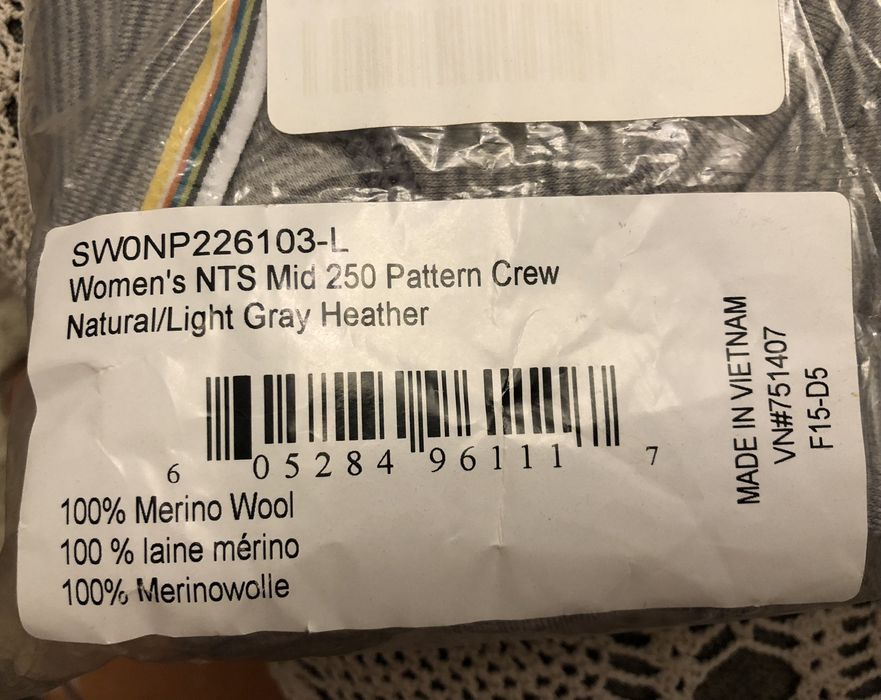 SW0NP226103-L
Women's NTS Mid 250 Pattern Crew
Natural/Light Gray Heather
6 05284 96111 7
100% Merino Wool
100 % laine mérino
100% Merinowolle
MADE IN VIETNAM
VN#751407
F15-D5